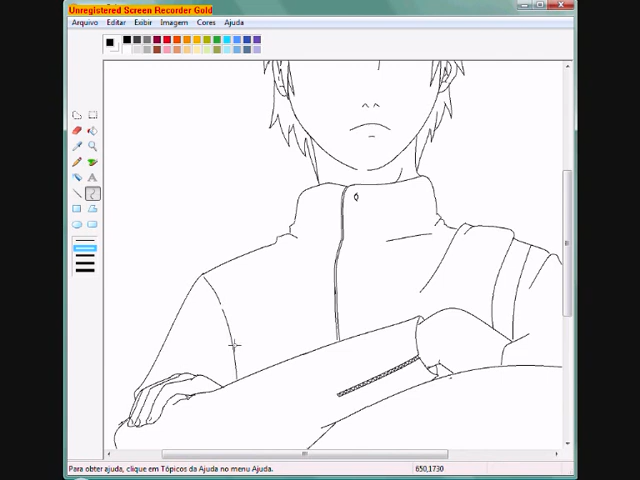 Unregistered Screen Recorder Gold
Arquivo Editar Exibir Imagem Cores Ajuda
Para obter ajuda, clique em Tópicos da Ajuda no menu Ajuda. 650,1730